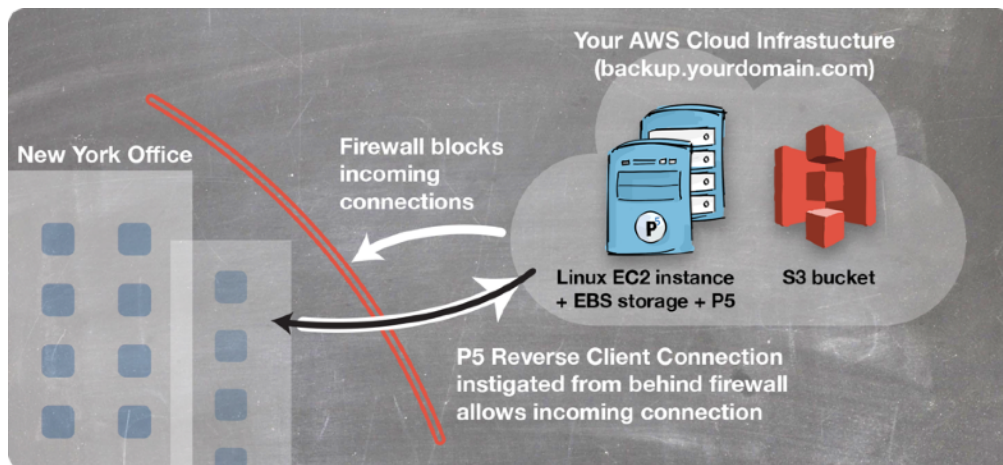 Your AWS Cloud Infrastucture
(backup.yourdomain.com)
New York Office
Firewall blocks
incoming
connections
P5
Linux EC2 instance
+ EBS storage + P5
S3 bucket
P5 Reverse Client Connection
instigated from behind firewall
allows incoming connection